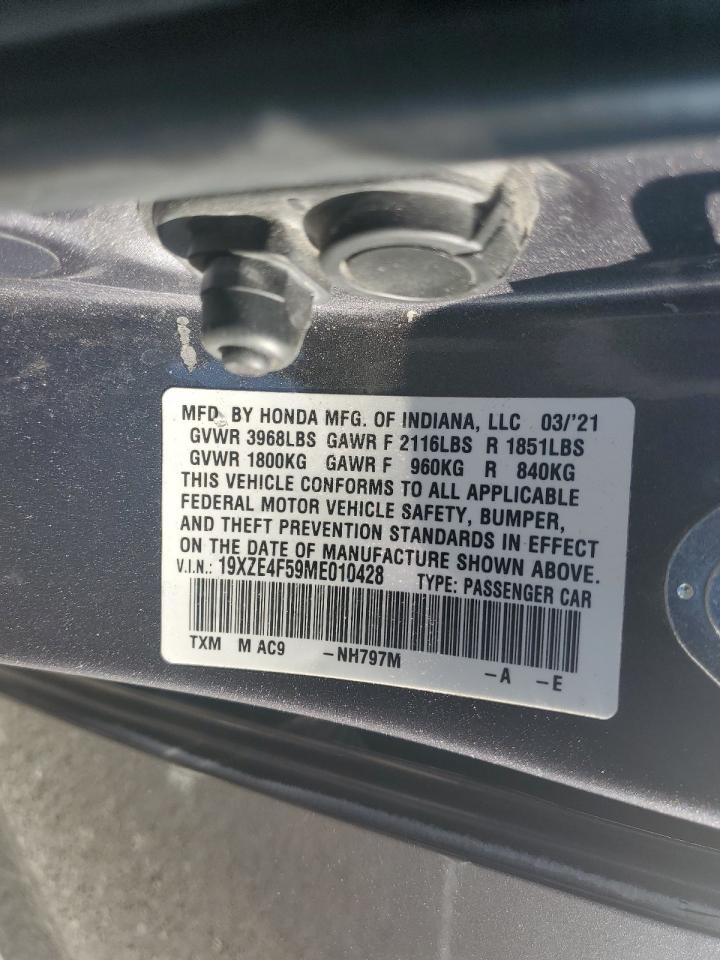 MFD. BY HONDA MFG. OF INDIANA, LLC 03/'21
GVWR 3968LBS GAWR F 2116LBS R 1851LBS
GVWR 1800KG GAWR F 960KG R 840KG
THIS VEHICLE CONFORMS TO ALL APPLICABLE
FEDERAL MOTOR VEHICLE SAFETY, BUMPER,
AND THEFT PREVENTION STANDARDS IN EFFECT
ON THE DATE OF MANUFACTURE SHOWN ABOVE.
V.I.N.: 19XZE4F59ME010428 TYPE: PASSENGER CAR
TXM M AC9 -NH797M -A -E